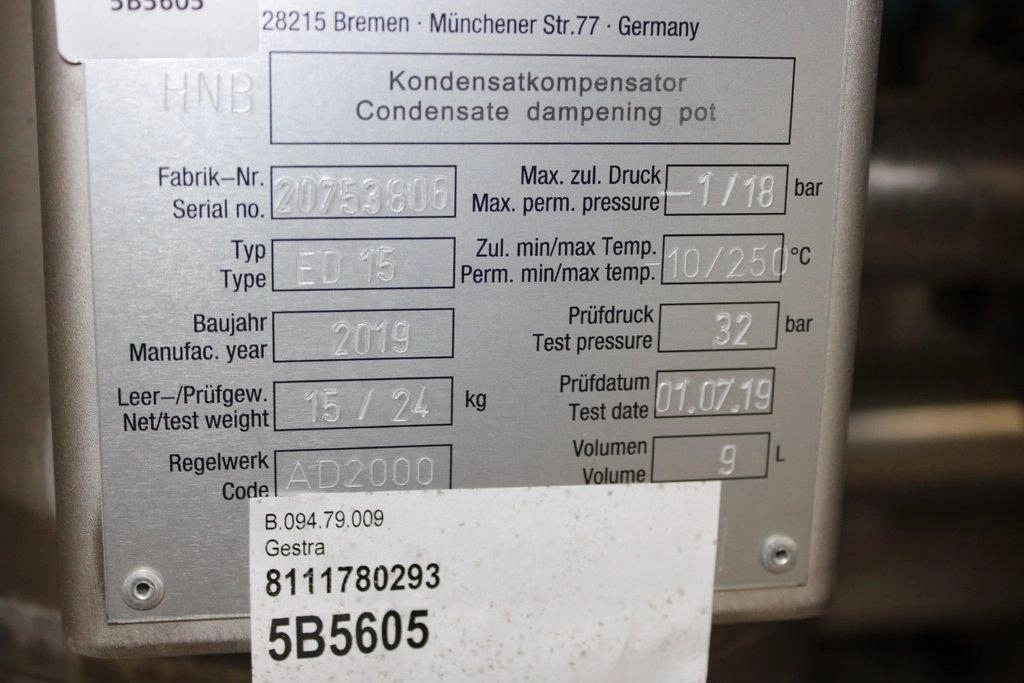 5B5605
28215 Bremen · Münchener Str.77 · Germany
HNB
Kondensatkompensator
Condensate dampening pot
Fabrik-Nr.
Serial no.
20753806
Max. zul. Druck
Max. perm. pressure
-1/18 bar
Typ
Type
ED 15
Zul. min/max Temp.
Perm. min/max temp.
-10/250 °C
Baujahr
Manufac. year
2019
Prüfdruck
Test pressure
32 bar
Leer-/Prüfgew.
Net/test weight
15 / 24 kg
Prüfdatum
Test date
01.07.19
Regelwerk
Code
AD2000
Volumen
Volume
9 L
B.094.79.009
Gestra
8111780293
5B5605